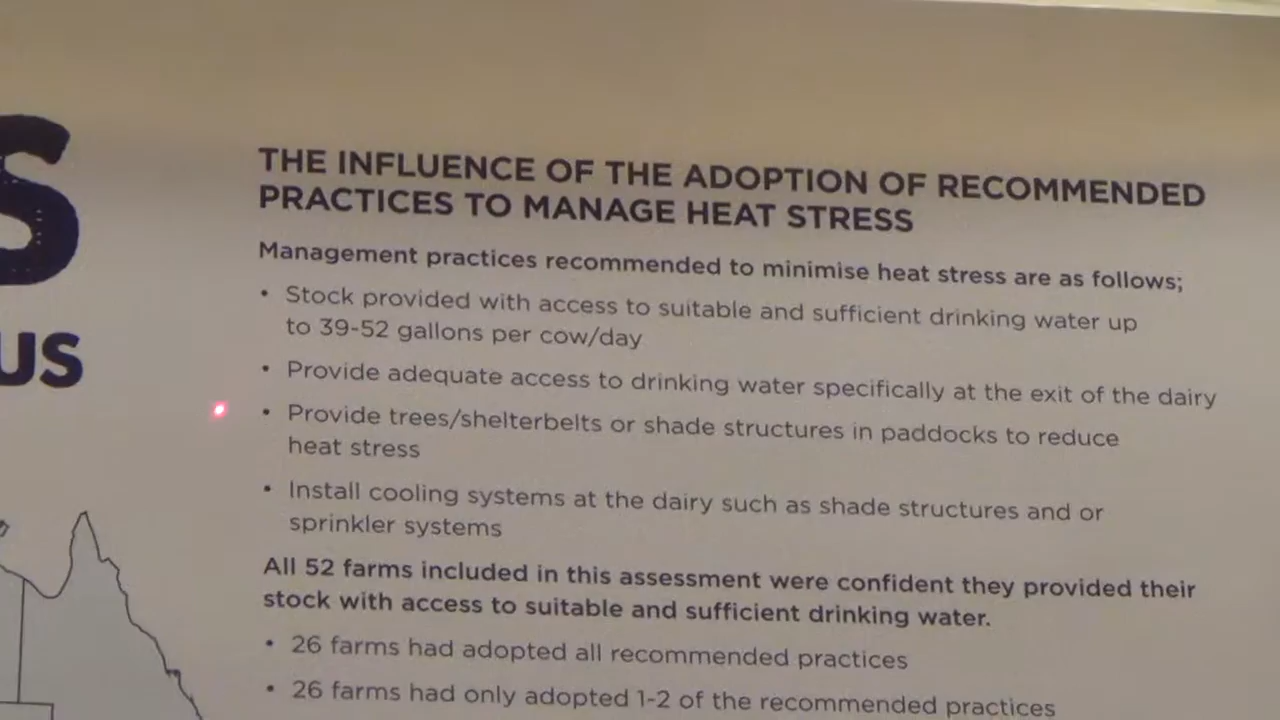 S
US
THE INFLUENCE OF THE ADOPTION OF RECOMMENDED
PRACTICES TO MANAGE HEAT STRESS
Management practices recommended to minimise heat stress are as follows;
• Stock provided with access to suitable and sufficient drinking water up
to 39-52 gallons per cow/day
• Provide adequate access to drinking water specifically at the exit of the dairy
• Provide trees/shelterbelts or shade structures in paddocks to reduce
heat stress
• Install cooling systems at the dairy such as shade structures and or
sprinkler systems
All 52 farms included in this assessment were confident they provided their
stock with access to suitable and sufficient drinking water.
• 26 farms had adopted all recommended practices
• 26 farms had only adopted 1-2 of the recommended practices